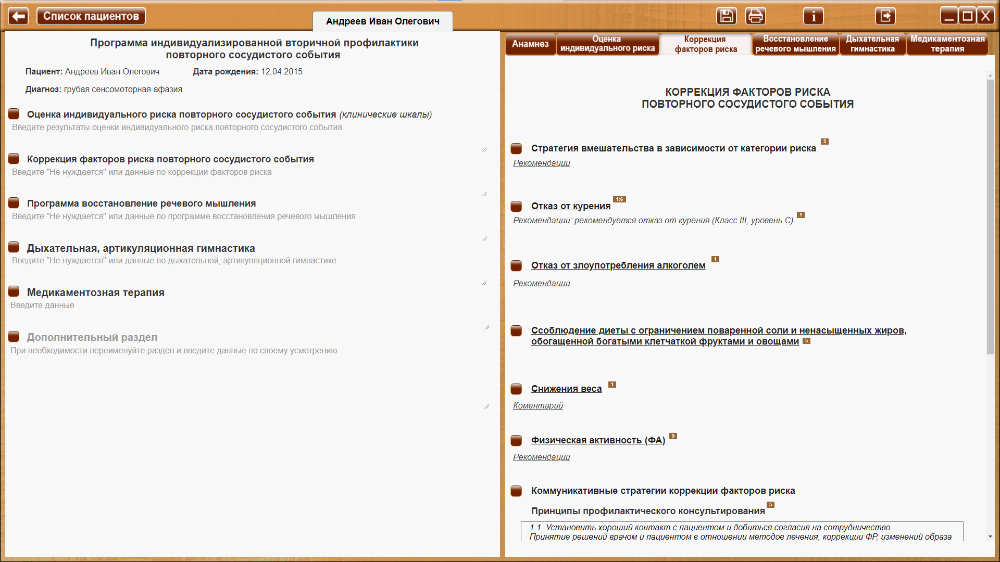 Список пациентов
Андреев Иван Олегович
Программа индивидуализированной вторичной профилактики
повторного сосудистого события
Пациент: Андреев Иван Олегович Дата рождения: 12.04.2015
Диагноз: грубая сенсомоторная афазия
Оценка индивидуального риска повторного сосудистого события (клинические шкалы)
Введите результаты оценки индивидуального риска повторного сосудистого события
Коррекция факторов риска повторного сосудистого события
Введите "Не нуждается" или данные по коррекции факторов риска
Программа восстановление речевого мышления
Введите "Не нуждается" или данные по программе восстановления речевого мышления
Дыхательная, артикуляционная гимнастика
Введите "Не нуждается" или данные по дыхательной, артикуляционной гимнастике
Медикаментозная терапия
Введите данные
Дополнительный раздел
При необходимости переименуйте раздел и введите данные по своему усмотрению
Анамнез
Оценка
индивидуального риска
Коррекция
факторов риска
Восстановление
речевого мышления
Дыхательная
гимнастика
Медикаментозная
терапия
КОРРЕКЦИЯ ФАКТОРОВ РИСКА
ПОВТОРНОГО СОСУДИСТОГО СОБЫТИЯ
Стратегия вмешательства в зависимости от категории риска 5
Рекомендации
Отказ от курения 1;6
Рекомендации: рекомендуется отказ от курения (Класс III, уровень С) 1
Отказ от злоупотребления алкоголем 1
Рекомендации
Ссоблюдение диеты с ограничением поваренной соли и ненасыщенных жиров,
обогащенной богатыми клетчаткой фруктами и овощами 5
Снижения веса 1
Коментарий
Физическая активность (ФА) 5
Рекомендации
Коммуникативные стратегии коррекции факторов риска
Принципы профилактического консультирования 5
1.1. Установить хороший контакт с пациентом и добиться согласия на сотрудничество.
Принятие решений врачом и пациентом в отношении методов лечения, коррекции ФР, изменений образа